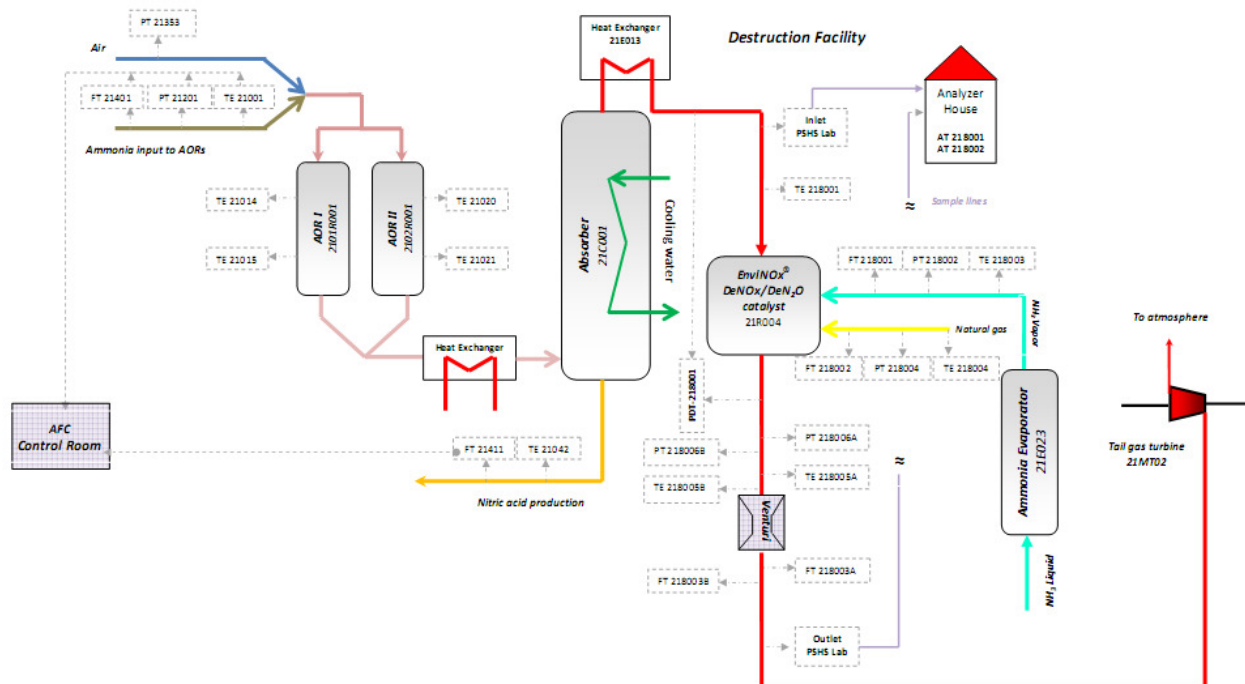 PT 21353
Heat Exchanger
21E013
Destruction Facility
Air
FT 21401
PT 21201
TE 21001
Ammonia input to AORs
Inlet
PSHS Lab
Analyzer
House
AT 218001
AT 218002
TE 21014
TE 21015
AOR I
2101R001
AOR II
2102R001
TE 21020
TE 21021
Absorber
21C001
Cooling water
TE 218001
Sample lines
≈
EnviNOx®
DeNOx/DeN₂O
catalyst
21R004
FT 218001
PT 218002
TE 218003
NH₃ Vapor
Natural gas
FT 218002
PT 218004
TE 218004
To atmosphere
Heat Exchanger
PDT-218001
AFC
Control Room
FT 21411
TE 21042
Nitric acid production
PT 218006B
PT 218006A
TE 218005B
TE 218005A
≈
Ammonia Evaporator
21E023
Tail gas turbine
21MT02
Venturi
FT 218003B
FT 218003A
NH₃ Liquid
Outlet
PSHS Lab